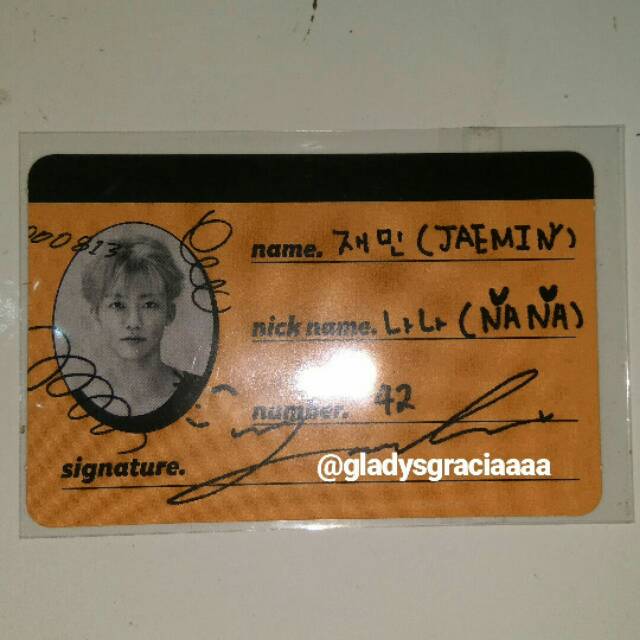 000813
name. 재민 (JAEMIN)
nick name. 나나 (NANA)
number. 42
signature.
@gladysgraciaaaa